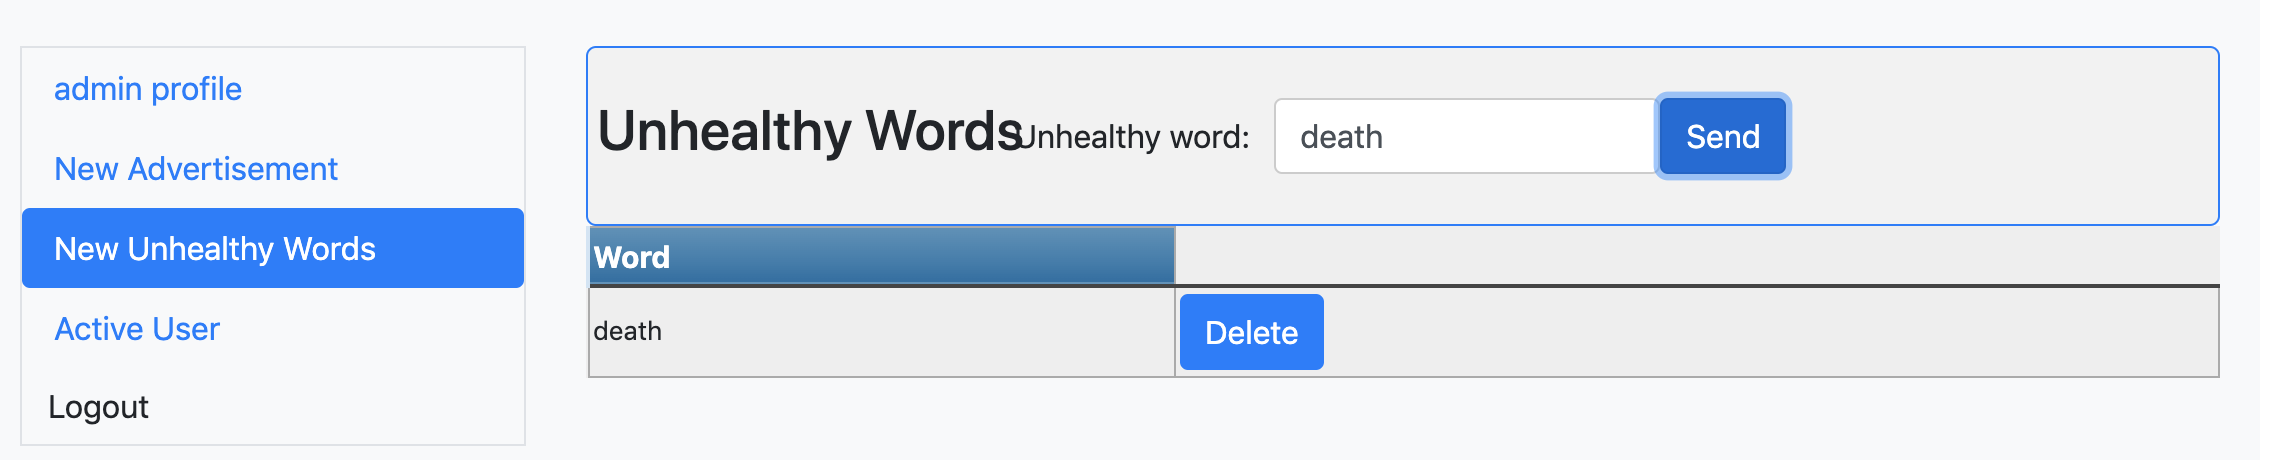 admin profile
New Advertisement
New Unhealthy Words
Active User
Logout
Unhealthy Words
Unhealthy word:
death
Send
Word
death
Delete